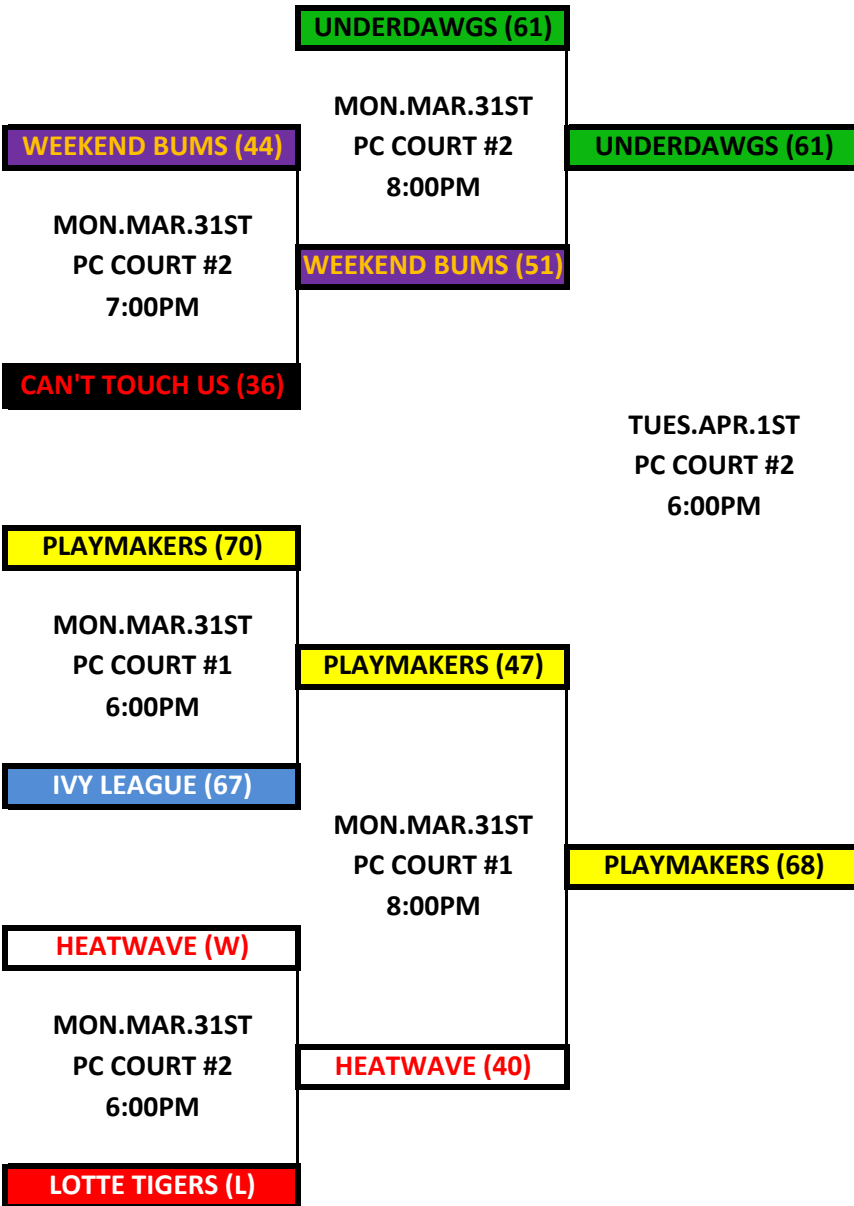 UNDERDAWGS (61)
MON.MAR.31ST
PC COURT #2
8:00PM
WEEKEND BUMS (44)
UNDERDAWGS (61)
MON.MAR.31ST
PC COURT #2
7:00PM
WEEKEND BUMS (51)
CAN'T TOUCH US (36)
TUES.APR.1ST
PC COURT #2
6:00PM
PLAYMAKERS (70)
MON.MAR.31ST
PC COURT #1
6:00PM
PLAYMAKERS (47)
IVY LEAGUE (67)
MON.MAR.31ST
PC COURT #1
8:00PM
PLAYMAKERS (68)
HEATWAVE (W)
MON.MAR.31ST
PC COURT #2
6:00PM
HEATWAVE (40)
LOTTE TIGERS (L)